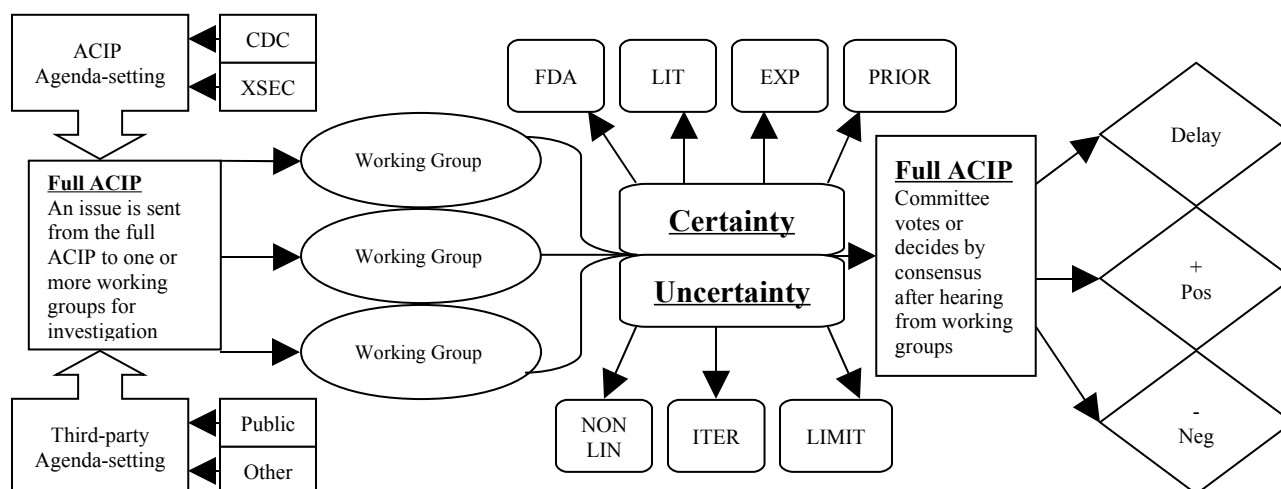 ACIP
Agenda-setting
CDC
XSEC
Full ACIP
An issue is sent
from the full
ACIP to one or
more working
groups for
investigation
Third-party
Agenda-setting
Public
Other
Working Group
Working Group
Working Group
FDA
LIT
EXP
PRIOR
Certainty
Uncertainty
NON
LIN
ITER
LIMIT
Full ACIP
Committee
votes or
decides by
consensus
after hearing
from working
groups
Delay
+
Pos
-
Neg